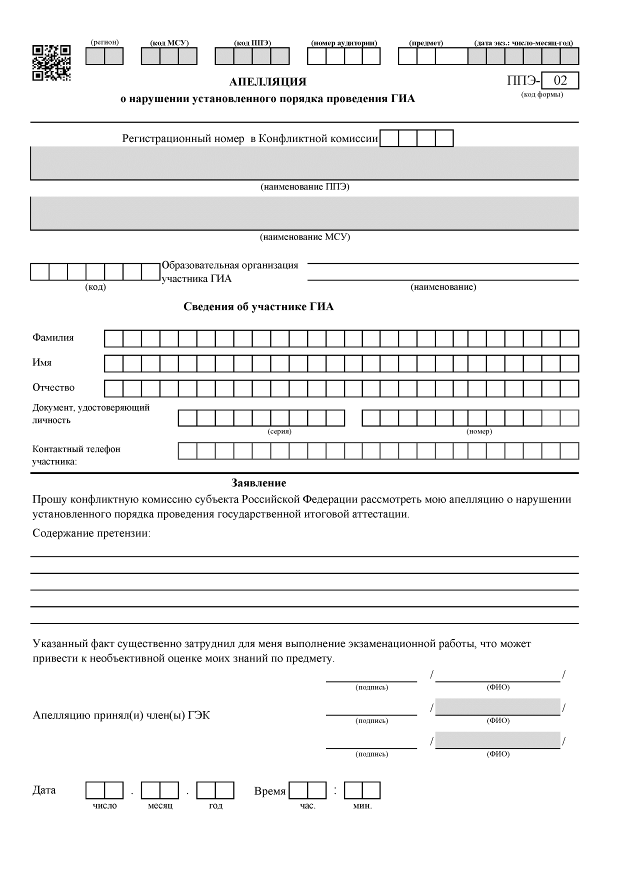 (регион) (код МСУ) (код ППЭ) (номер аудитории) (предмет) (дата экз.: число-месяц-год)
АПЕЛЛЯЦИЯ
ППЭ- 02
(код формы)
о нарушении установленного порядка проведения ГИА
Регистрационный номер в Конфликтной комиссии
(наименование ППЭ)
(наименование МСУ)
Образовательная организация
участника ГИА
(код) (наименование)
Сведения об участнике ГИА
Фамилия
Имя
Отчество
Документ, удостоверяющий
личность
(серия) (номер)
Контактный телефон
участника:
Заявление
Прошу конфликтную комиссию субъекта Российской Федерации рассмотреть мою апелляцию о нарушении
установленного порядка проведения государственной итоговой аттестации.
Содержание претензии:
Указанный факт существенно затруднил для меня выполнение экзаменационной работы, что может
привести к необъективной оценке моих знаний по предмету.
/ /
(подпись) (ФИО)
Апелляцию принял(и) член(ы) ГЭК / /
(подпись) (ФИО)
/ /
(подпись) (ФИО)
Дата . . Время :
число месяц год час. мин.